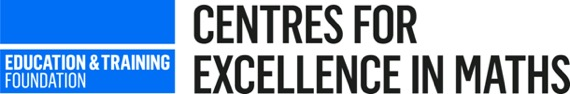 EDUCATION & TRAINING
FOUNDATION
CENTRES FOR
EXCELLENCE IN MATHS